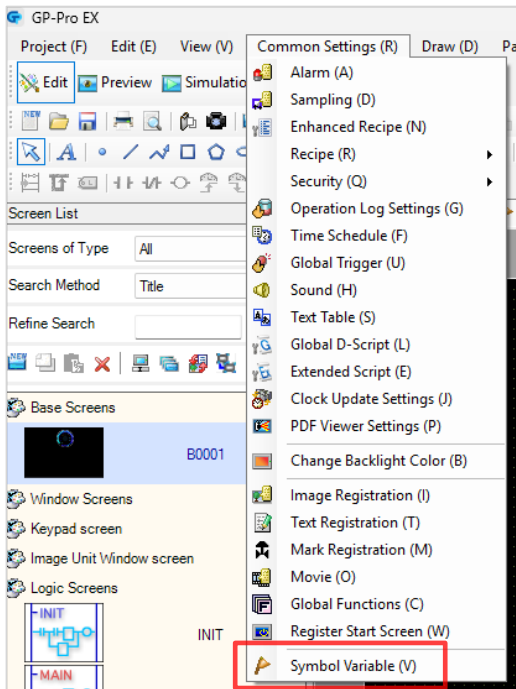 GP-Pro EX
Project (F) Edit (E) View (V) Common Settings (R) Draw (D) Pa
Edit Preview Simulatio
Screen List
Screens of Type All
Search Method Title
Refine Search
Base Screens
B0001
Window Screens
Keypad screen
Image Unit Window screen
Logic Screens
INIT
INIT
MAIN
Alarm (A)
Sampling (D)
Enhanced Recipe (N)
Recipe (R)
Security (Q)
Operation Log Settings (G)
Time Schedule (F)
Global Trigger (U)
Sound (H)
Text Table (S)
Global D-Script (L)
Extended Script (E)
Clock Update Settings (J)
PDF Viewer Settings (P)
Change Backlight Color (B)
Image Registration (I)
Text Registration (T)
Mark Registration (M)
Movie (O)
Global Functions (C)
Register Start Screen (W)
Symbol Variable (V)